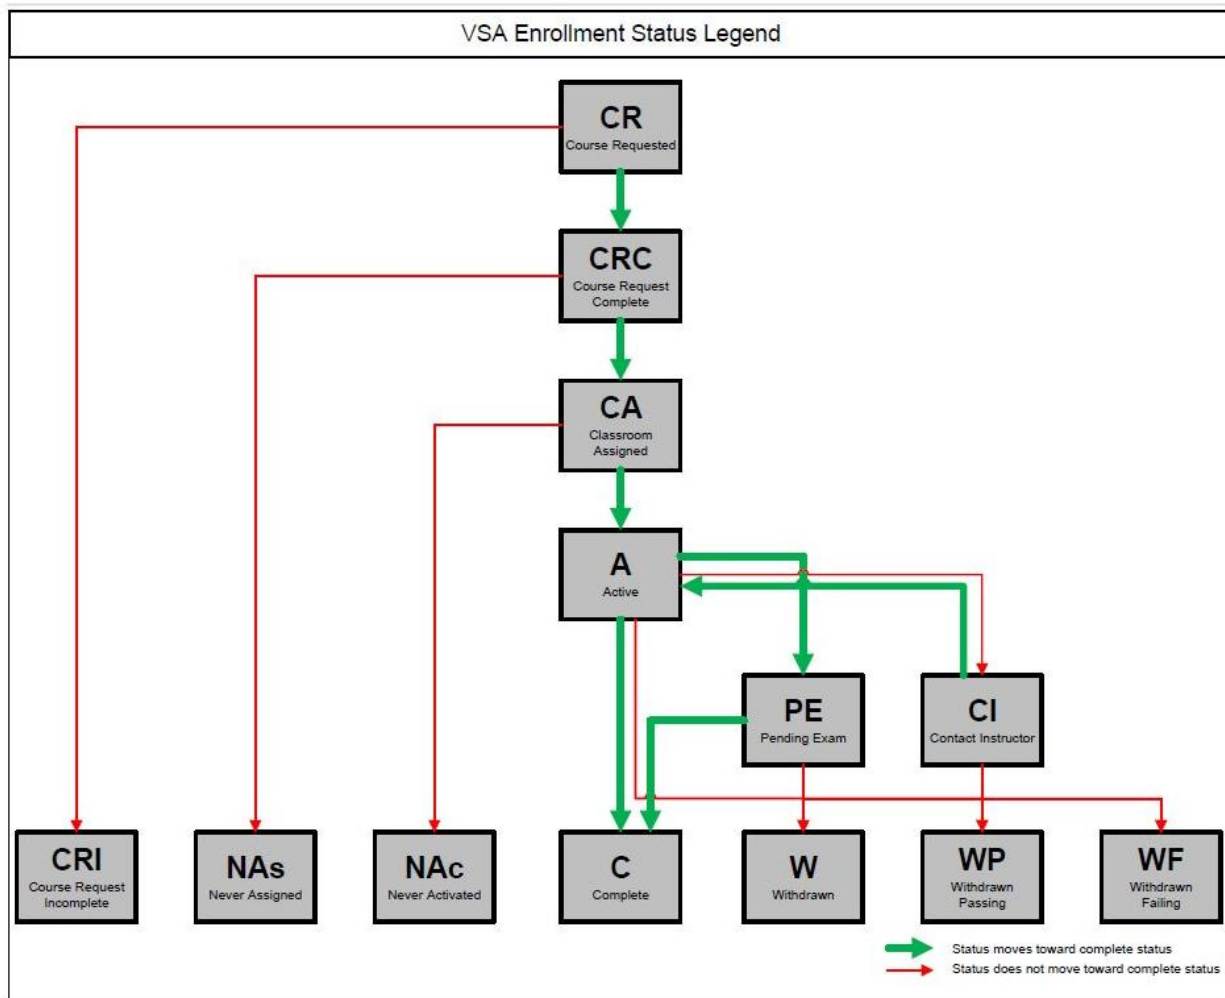 VSA Enrollment Status Legend
CR
Course Requested
CRC
Course Request
Complete
CA
Classroom
Assigned
A
Active
PE
Pending Exam
CI
Contact Instructor
CRI
Course Request
Incomplete
NAs
Never Assigned
NAc
Never Activated
C
Complete
W
Withdrawn
WP
Withdrawn
Passing
WF
Withdrawn
Failing
Status moves toward complete status
Status does not move toward complete status